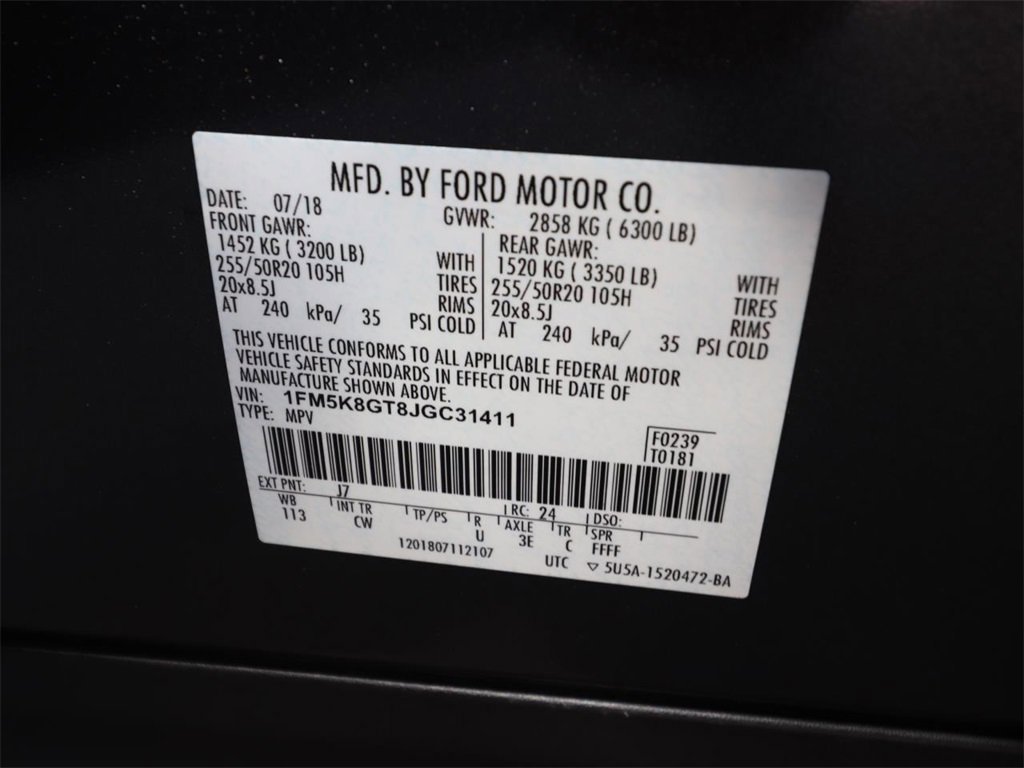 MFD. BY FORD MOTOR CO.
DATE: 07/18 GVWR: 2858 KG ( 6300 LB)
FRONT GAWR: REAR GAWR:
1452 KG ( 3200 LB) WITH 1520 KG ( 3350 LB) WITH
255/50R20 105H TIRES 255/50R20 105H TIRES
20x8.5J RIMS 20x8.5J RIMS
AT 240 kPa/ 35 PSI COLD AT 240 kPa/ 35 PSI COLD
THIS VEHICLE CONFORMS TO ALL APPLICABLE FEDERAL MOTOR
VEHICLE SAFETY STANDARDS IN EFFECT ON THE DATE OF
MANUFACTURE SHOWN ABOVE.
VIN: 1FM5K8GT8JGC31411
TYPE: MPV
F0239
T0181
EXT PNT: J7 RC: 24 DSO:
WB INT TR TP/PS R AXLE TR SPR
113 CW U 3E C FFFF
1201807112107 UTC ▽ 5U5A-1520472-BA